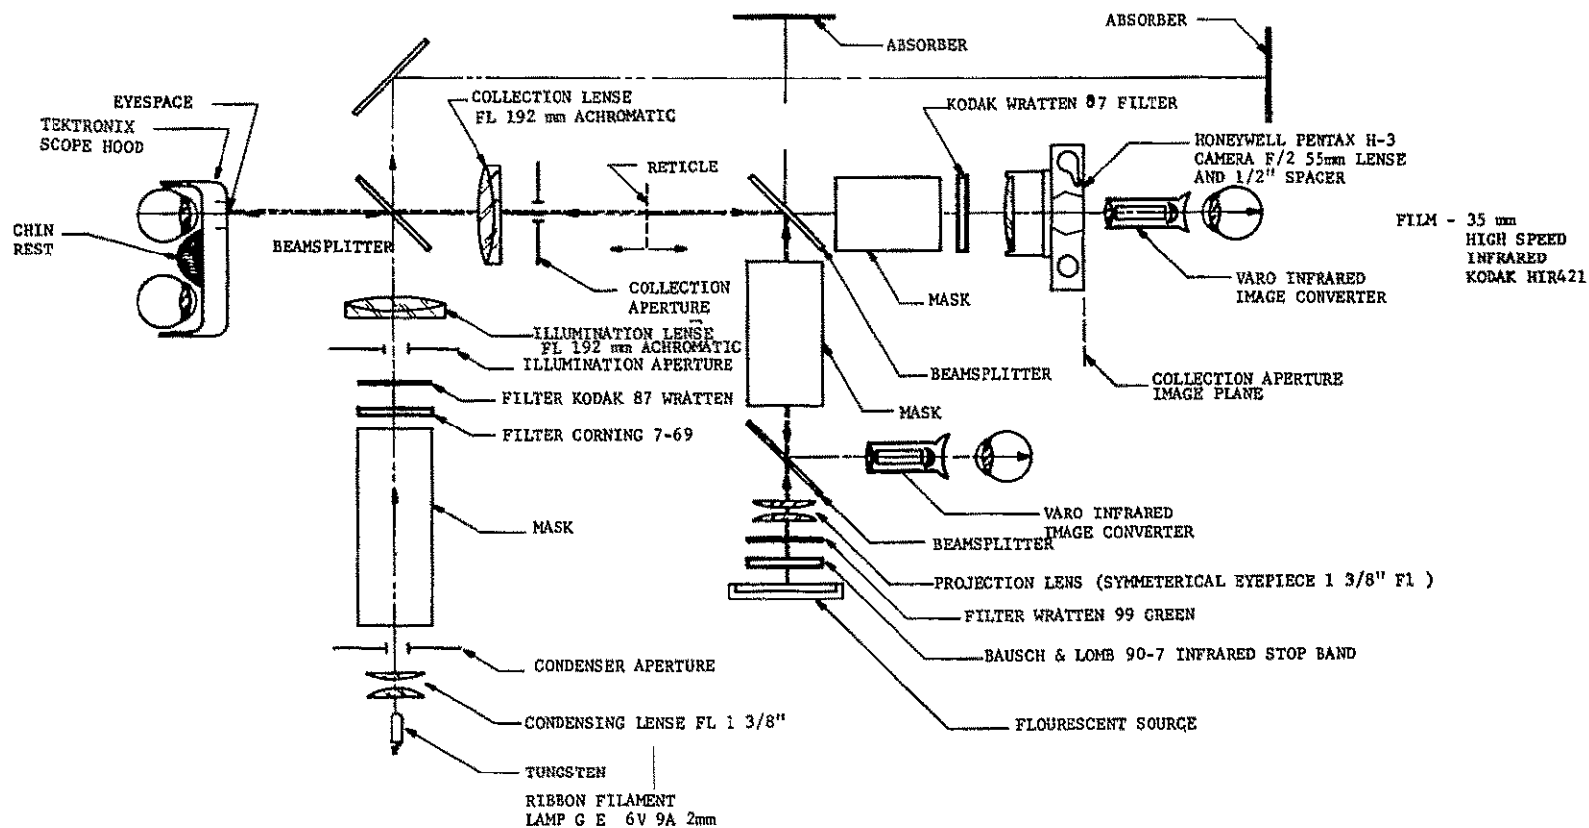 ABSORBER
ABSORBER
EYESPACE
TEKTRONIX
SCOPE HOOD
COLLECTION LENSE
FL 192 mm ACHROMATIC
RETICLE
KODAK WRATTEN 87 FILTER
HONEYWELL PENTAX H-3
CAMERA F/2 55mm LENSE
AND 1/2" SPACER
CHIN
REST
BEAMSPLITTER
FILM - 35 mm
HIGH SPEED
INFRARED
KODAK HIR421
VARO INFRARED
IMAGE CONVERTER
MASK
COLLECTION
APERTURE
ILLUMINATION LENSE
FL 192 mm ACHROMATIC
ILLUMINATION APERTURE
BEAMSPLITTER
COLLECTION APERTURE
IMAGE PLANE
FILTER KODAK 87 WRATTEN
MASK
FILTER CORNING 7-69
MASK
VARO INFRARED
IMAGE CONVERTER
BEAMSPLITTER
PROJECTION LENS (SYMMETERICAL EYEPIECE 1 3/8" F1 )
FILTER WRATTEN 99 GREEN
BAUSCH & LOMB 90-7 INFRARED STOP BAND
CONDENSER APERTURE
CONDENSING LENSE FL 1 3/8"
FLOURESCENT SOURCE
TUNGSTEN
RIBBON FILAMENT
LAMP G E 6V 9A 2mm